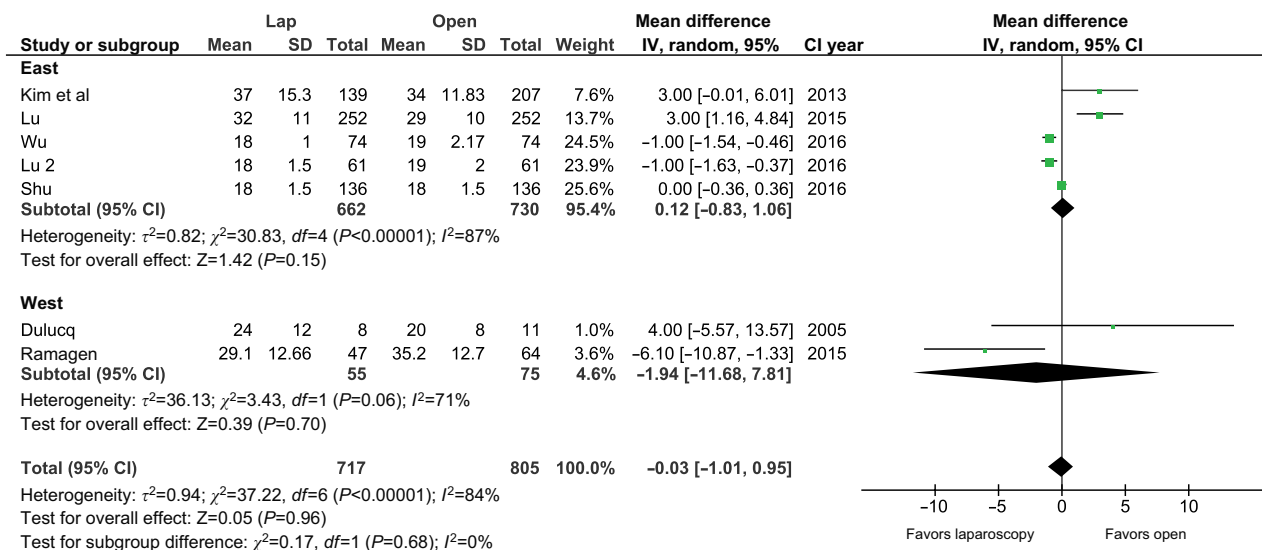 Lap Open Mean difference Mean difference
Study or subgroup Mean SD Total Mean SD Total Weight IV, random, 95% CI year IV, random, 95% CI
East
Kim et al 37 15.3 139 34 11.83 207 7.6% 3.00 [−0.01, 6.01] 2013
Lu 32 11 252 29 10 252 13.7% 3.00 [1.16, 4.84] 2015
Wu 18 1 74 19 2.17 74 24.5% −1.00 [−1.54, −0.46] 2016
Lu 2 18 1.5 61 19 2 61 23.9% −1.00 [−1.63, −0.37] 2016
Shu 18 1.5 136 18 1.5 136 25.6% 0.00 [−0.36, 0.36] 2016
Subtotal (95% CI) 662 730 95.4% 0.12 [−0.83, 1.06]
Heterogeneity: τ²=0.82; χ²=30.83, df=4 (P<0.00001); I²=87%
Test for overall effect: Z=1.42 (P=0.15)
West
Dulucq 24 12 8 20 8 11 1.0% 4.00 [−5.57, 13.57] 2005
Ramagen 29.1 12.66 47 35.2 12.7 64 3.6% −6.10 [−10.87, −1.33] 2015
Subtotal (95% CI) 55 75 4.6% −1.94 [−11.68, 7.81]
Heterogeneity: τ²=36.13; χ²=3.43, df=1 (P=0.06); I²=71%
Test for overall effect: Z=0.39 (P=0.70)
Total (95% CI) 717 805 100.0% −0.03 [−1.01, 0.95]
Heterogeneity: τ²=0.94; χ²=37.22, df=6 (P<0.00001); I²=84%
Test for overall effect: Z=0.05 (P=0.96)
Test for subgroup difference: χ²=0.17, df=1 (P=0.68); I²=0%
−10 −5 0 5 10
Favors laparoscopy Favors open